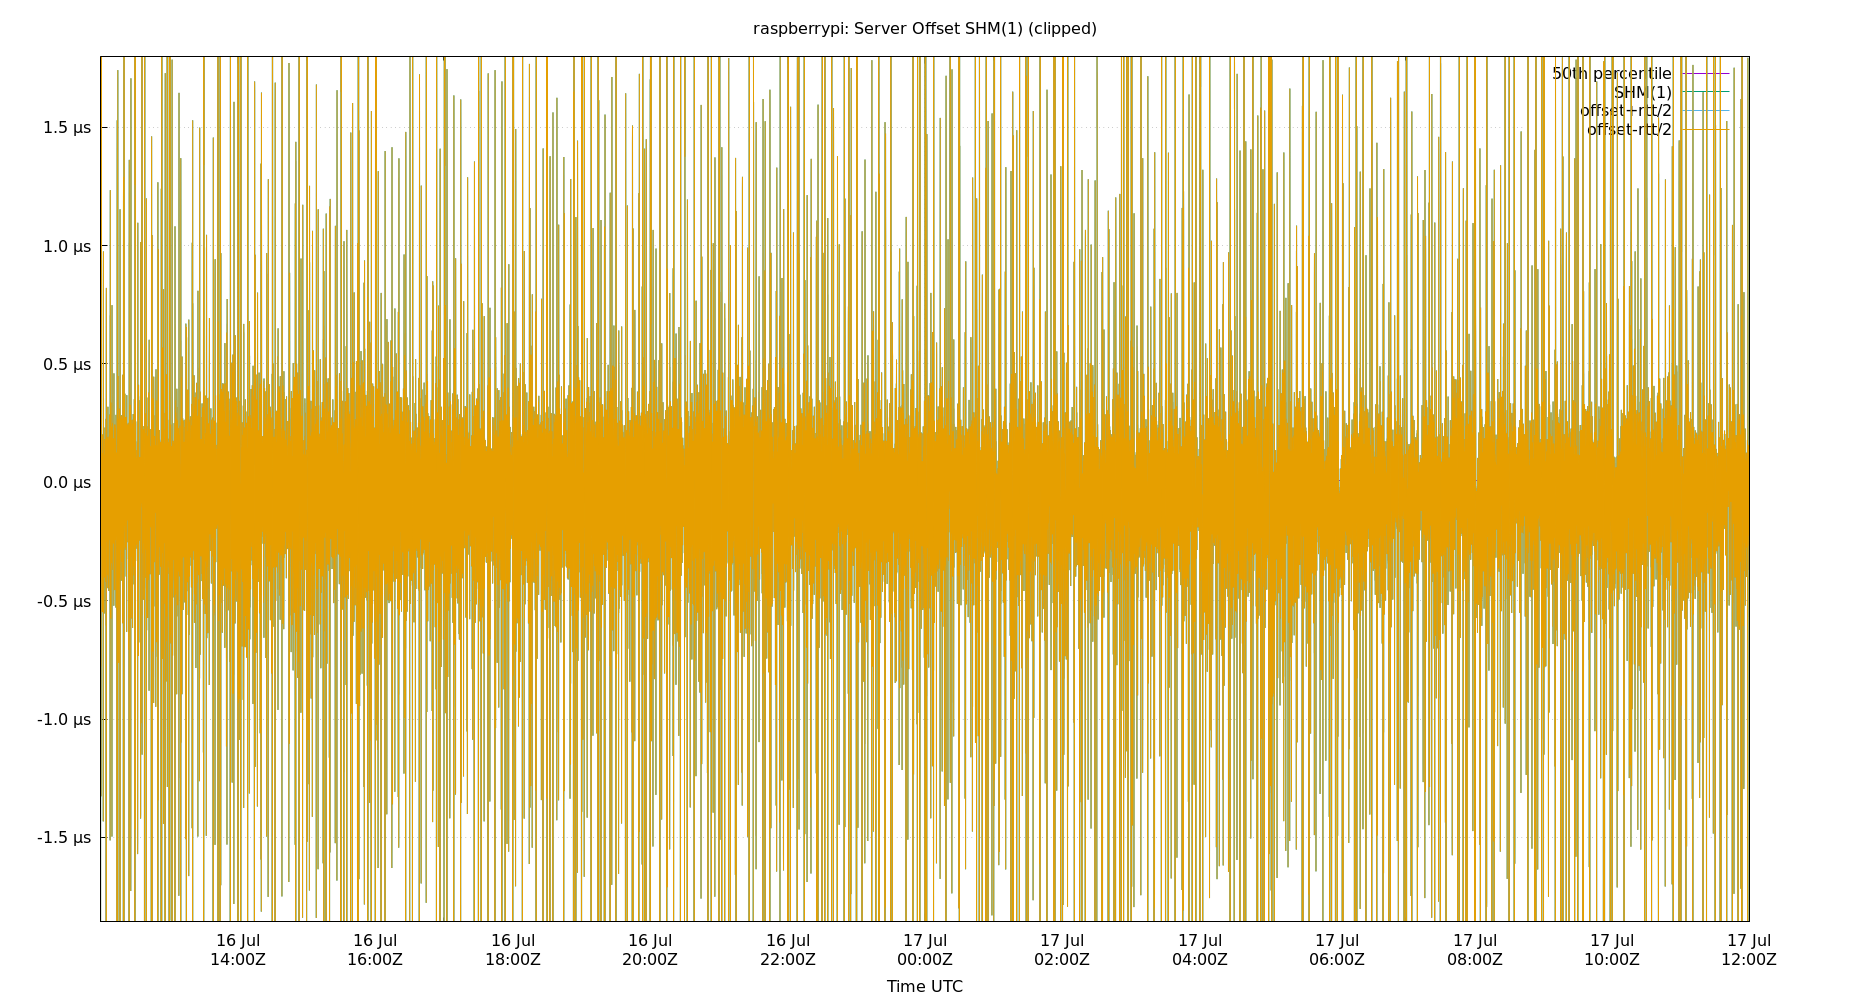 raspberrypi: Server Offset SHM(1) (clipped)
50th percentile
SHM(1)
offset+rtt/2
offset-rtt/2
1.5 µs
1.0 µs
0.5 µs
0.0 µs
-0.5 µs
-1.0 µs
-1.5 µs
16 Jul 16 Jul 16 Jul 16 Jul 16 Jul 17 Jul 17 Jul 17 Jul 17 Jul 17 Jul 17 Jul 17 Jul
14:00Z 16:00Z 18:00Z 20:00Z 22:00Z 00:00Z 02:00Z 04:00Z 06:00Z 08:00Z 10:00Z 12:00Z
Time UTC